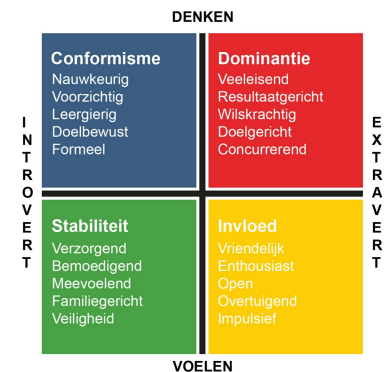 DENKEN
Conformisme
Nauwkeurig
Voorzichtig
Leergierig
Doelbewust
Formeel
Dominantie
Veeleisend
Resultaatgericht
Wilskrachtig
Doelgericht
Concurrerend
INTROVERT
EXTRAVERT
Stabiliteit
Verzorgend
Bemoedigend
Meevoelend
Familiegericht
Veiligheid
Invloed
Vriendelijk
Enthousiast
Open
Overtuigend
Impulsief
VOELEN